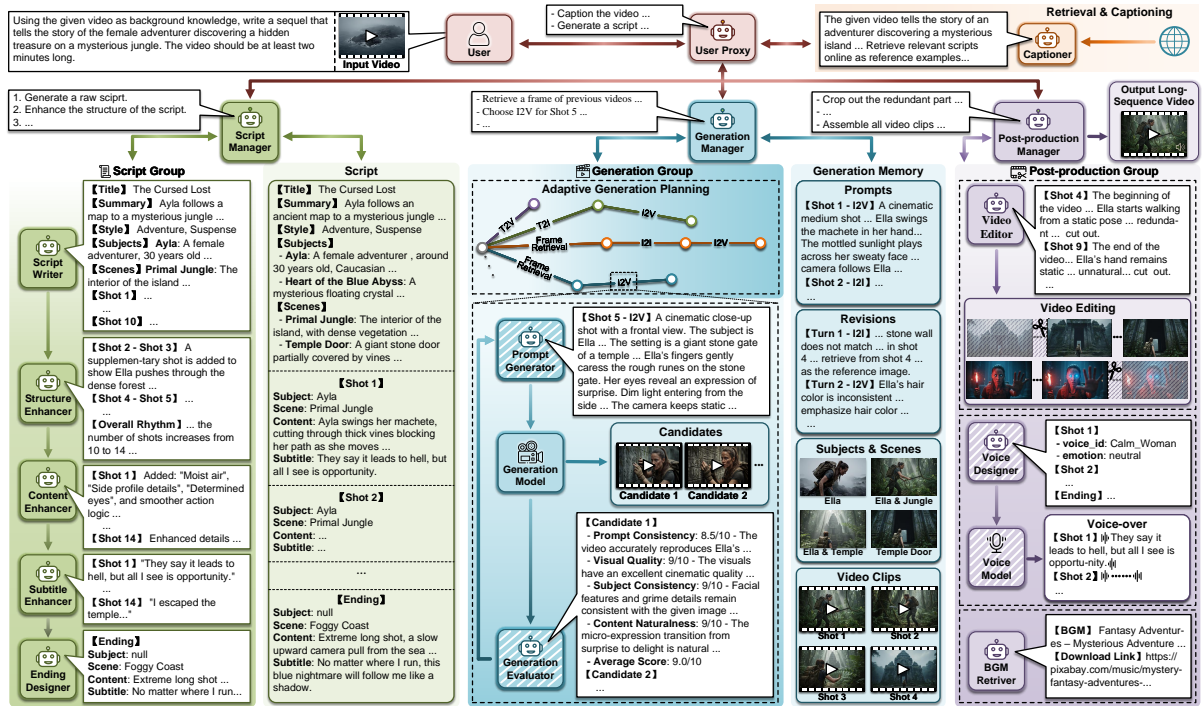 Using the given video as background knowledge, write a sequel that
tells the story of the female adventurer discovering a hidden
treasure on a mysterious jungle. The video should be at least two
minutes long.
Input Video
User
- Caption the video ...
- Generate a script ...
User Proxy
The given video tells the story of an
adventurer discovering a mysterious
island ... Retrieve relevant scripts
online as reference examples...
Retrieval & Captioning
Captioner
1. Generate a raw sciprt.
2. Enhance the structure of the script.
3. ...
Script
Manager
- Retrieve a frame of previous videos ...
- Choose I2V for Shot 5 ...
- ...
Generation
Manager
- Crop out the redundant part ...
- ...
- Assemble all video clips ...
Post-production
Manager
Output Long-
Sequence Video
Script Group
Script
Writer
【Title】 The Cursed Lost
【Summary】 Ayla follows a
map to a mysterious jungle ...
【Style】 Adventure, Suspense
【Subjects】 Ayla: A female
adventurer, 30 years old ...
【Scenes】 Primal Jungle: The
interior of the island ...
【Shot 1】 ...
...
【Shot 10】 ...
Structure
Enhancer
【Shot 2 - Shot 3】 A
supplemen-tary shot is added to
show Ella pushes through the
dense forest ...
【Shot 4 - Shot5】 ...
...
【Overall Rhythm】 ... the
number of shots increases from
10 to 14 ...
Content
Enhancer
【Shot 1】 Added: "Moist air",
"Side profile details", "Determined
eyes", and smoother action
logic ...
...
【Shot 14】 Enhanced details ...
Subtitle
Enhancer
【Shot 1】 "They say it leads to
hell, but all I see is opportunity."
...
【Shot 14】 "I escaped the
temple..."
Ending
Designer
【Ending】
Subject: null
Scene: Foggy Coast
Content: Extreme long shot ...
Subtitle: No matter where I run...
Script
【Title】 The Cursed Lost
【Summary】 Ayla follows an
ancient map to a mysterious jungle ...
【Style】 Adventure, Suspense
【Subjects】
- Ayla: A female adventurer , around
30 years old, Caucasian ...
- Heart of the Blue Abyss: A
mysterious floating crystal ...
【Scenes】
- Primal Jungle: The interior of the
island, with dense vegetation ...
- Temple Door: A giant stone door
partially covered by vines ...
...
【Shot 1】
Subject: Ayla
Scene: Primal Jungle
Content: Ayla swings her machete,
cutting through thick vines blocking
her path as she moves ...
Subtitle: They say it leads to hell, but
all I see is opportunity.
【Shot 2】
Subject: Ayla
Scene: Primal Jungle
Content: ...
Subtitle: ...
...
【Ending】
Subject: null
Scene: Foggy Coast
Content: Extreme long shot, a slow
upward camera pull from the sea ...
Subtitle: No matter where I run, this
blue nightmare will follow me like a
shadow.
Generation Group
Adaptive Generation Planning
T2V
T2I
I2V
Frame
Retrieval
I2I
I2V
Frame
Retrieval
I2V
Prompt
Generator
【Shot 5 - I2V】 A cinematic close-up
shot with a frontal view. The subject is
Ella ... The setting is a giant stone gate
of a temple ... Ella's fingers gently
caress the rough runes on the stone
gate. Her eyes reveal an expression of
surprise. Dim light entering from the
side ... The camera keeps static ...
Generation
Model
Candidates
Candidate 1
Candidate 2
...
Generation
Evaluator
【Candidate 1】
- Prompt Consistency: 8.5/10 - The
video accurately reproduces Ella's ...
- Visual Quality: 9/10 - The visuals
have an excellent cinematic quality ...
- Subject Consistency: 9/10 - Facial
features and grime details remain
consistent with the given image ...
- Content Naturalness: 9/10 - The
micro-expression transition from
surprise to delight is natural ...
- Average Score: 9.0/10
【Candidate 2】
...
Generation Memory
Prompts
【Shot 1 - I2V】 A cinematic
medium shot ... Ella swings
the machete in her hand...
The mottled sunlight plays
across her sweaty face ...
camera follows Ella ...
【Shot 2 - I2I】 ...
...
Revisions
【Turn 1 - I2I】 ... stone wall
does not match ... in shot
4 ... retrieve from shot 4 ...
as the reference image.
【Turn 2 - I2V】 Ella's hair
color is inconsistent ...
emphasize hair color ...
...
Subjects & Scenes
Ella
Ella & Jungle
Ella & Temple
Temple Door
Video Clips
Shot 1
Shot 2
Shot 3
Shot 4
Post-production Group
Video
Editor
【Shot 4】 The beginning of
the video ... Ella starts walking
from a static pose ... redundan-
nt ... cut out.
【Shot 9】 The end of the
video... Ella's hand remains
static ... unnatural... cut out.
...
Video Editing
Voice
Designer
【Shot 1】
- voice_id: Calm_Woman
- emotion: neutral
【Shot 2】
...
【Ending】 ...
Voice
Model
Voice-over
【Shot 1】 They say it
leads to hell, but all I see is
opportu-nity.
【Shot 2】 ......
...
BGM
Retriver
【BGM】 Fantasy Adventur-
es – Mysterious Adventure ...
【Download Link】 https://
pixabay.com/music/mystery-
fantasy-adventures-...